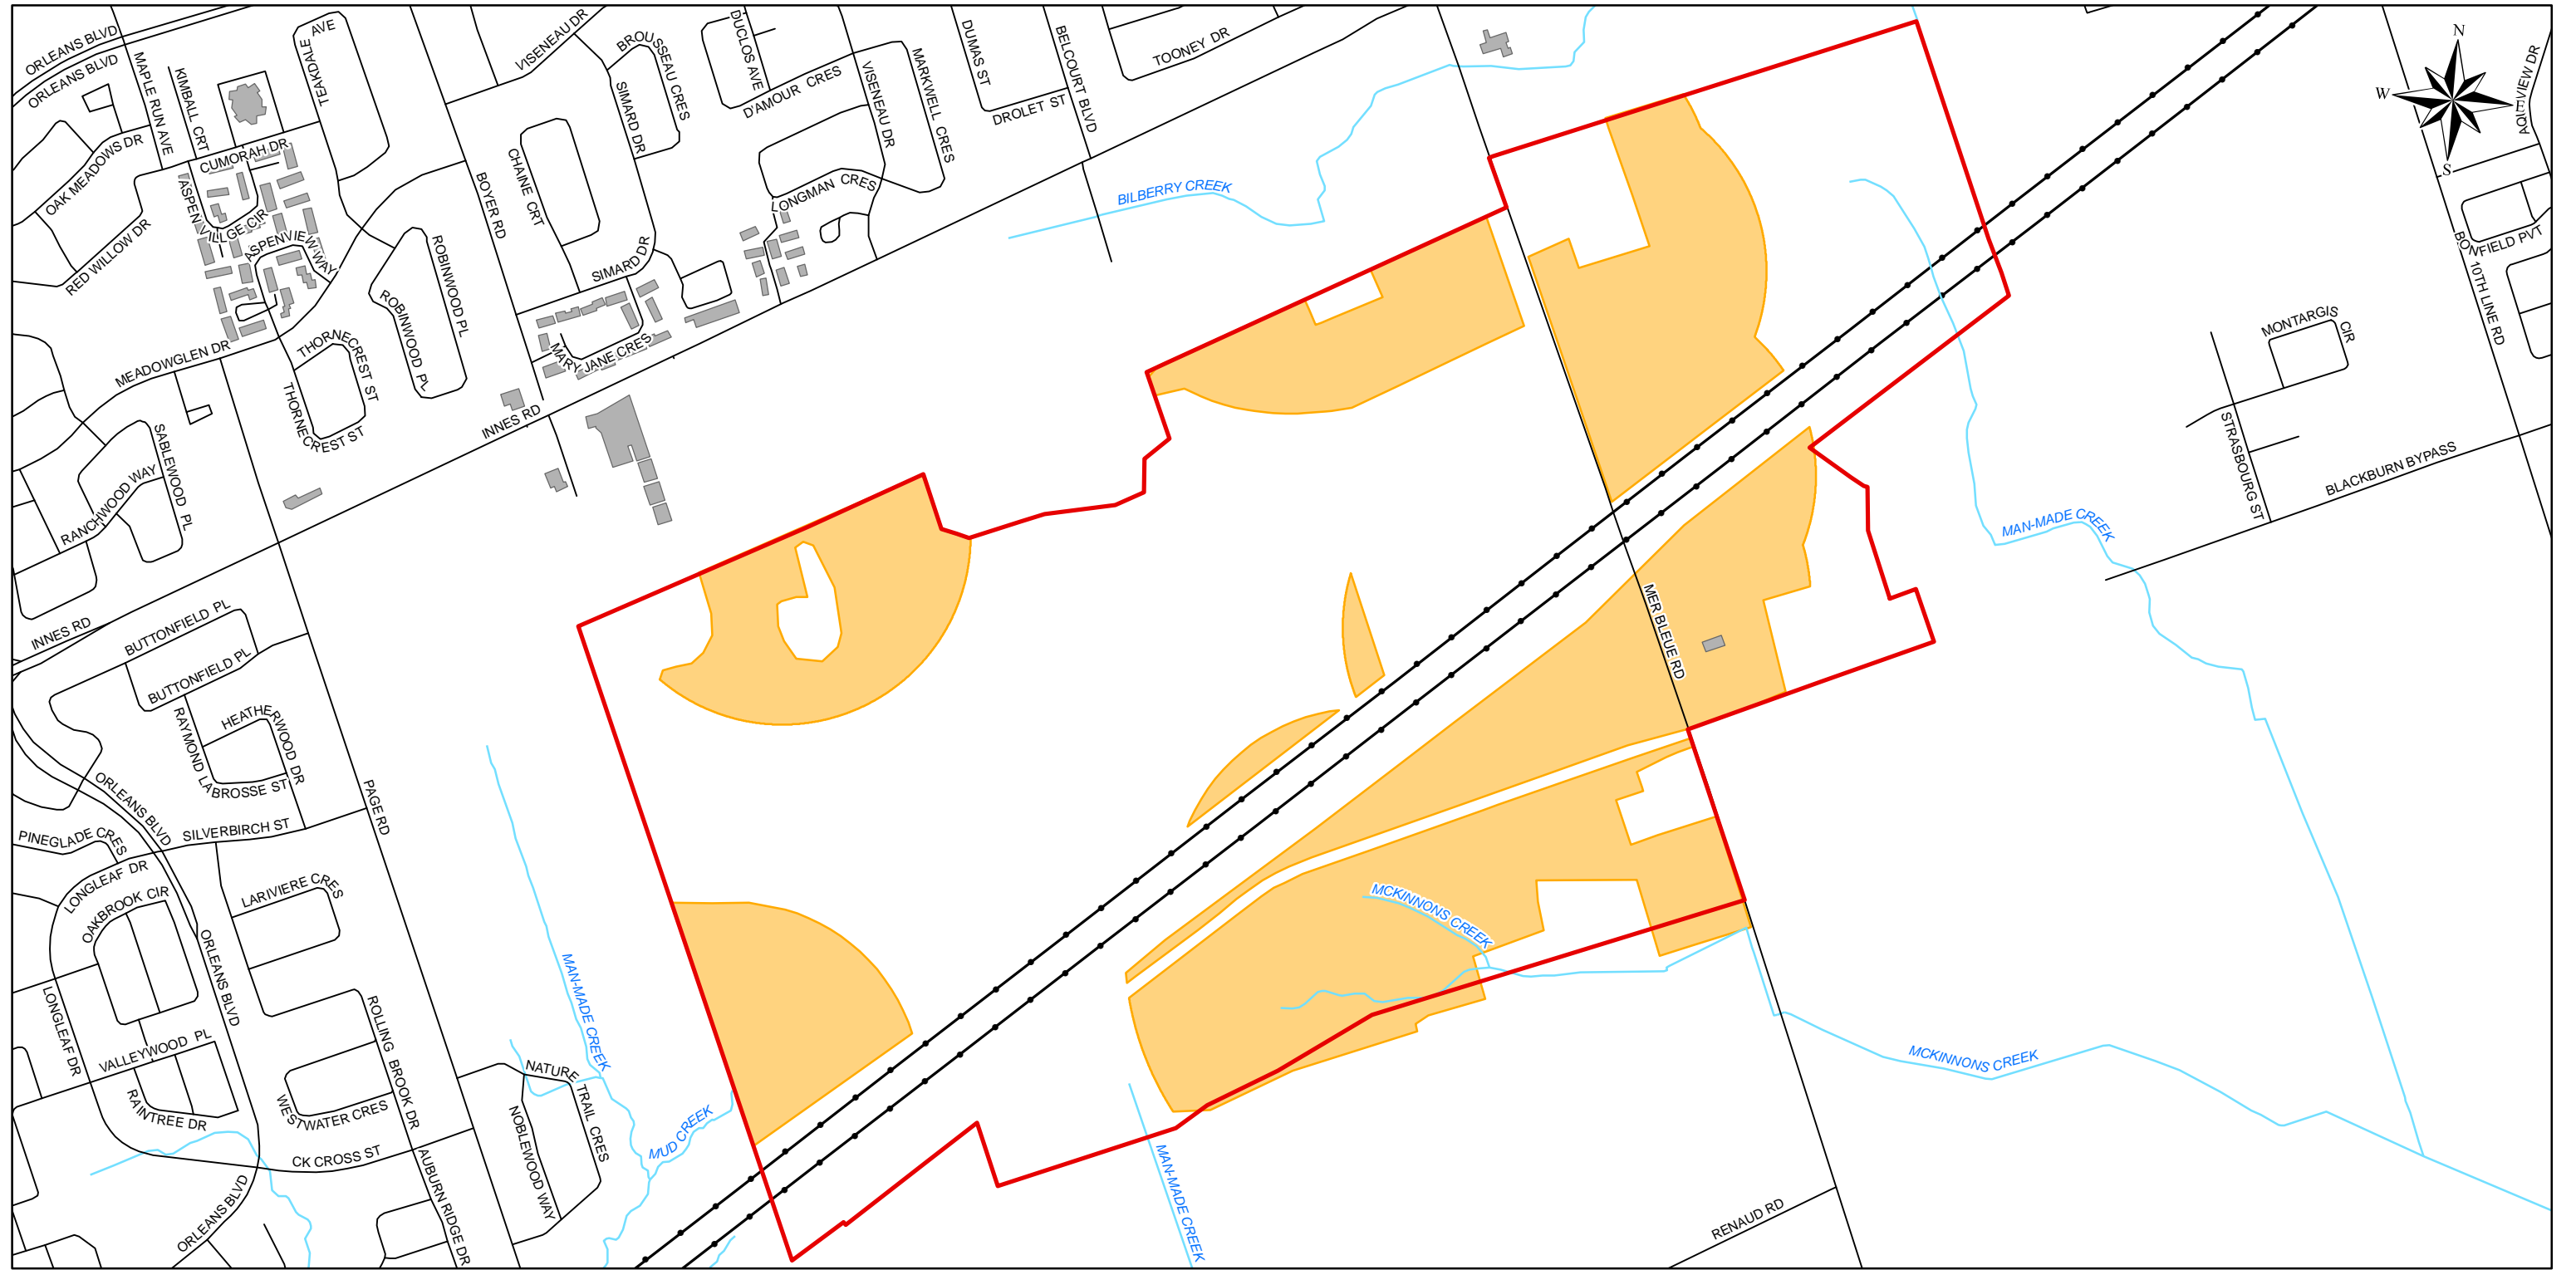 ORLEANS BLVD
ORLEANS BLVD
MAPLE RUN AVE
KIMBALL CRT
TEAKDALE AVE
VISENEAU DR
BROUSSEAU CRES
SIMARD DR
DUCLOS AVE
D'AMOUR CRES
VISENEAU DR
MARKWELL CRES
DUMAS ST
DROLET ST
BELCOURT BLVD
TOONEY DR
N
W
E
S
AQUAVIEW DR
OAK MEADOWS DR
CUMORAH DR
ASPEN VILLGE CIR
ASPENVIEW WAY
RED WILLOW DR
BOYER RD
CHAINE CRT
LONGMAN CRES
BILBERRY CREEK
ROBINWOOD PL
ROBINWOOD PL
SIMARD DR
MARY JANE CRES
BONFIELD PVT
10TH LINE RD
MONTARGIS CIR
MEADOWGLEN DR
THORNECREST ST
THORNECREST ST
INNES RD
SABLEWOOD PL
RANCHWOOD WAY
STRASBOURG ST
BLACKBURN BYPASS
MAN-MADE CREEK
INNES RD
BUTTONFIELD PL
BUTTONFIELD PL
MER BLEUE RD
RAYMOND LABROSSE ST
HEATHERWOOD DR
ORLEANS BLVD
PAGE RD
SILVERBIRCH ST
PINEGLADE CRES
LONGLEAF DR
OAKBROOK CIR
LARIVIERE CRES
MCKINNONS CREEK
ORLEANS BLVD
MAN-MADE CREEK
LONGLEAF DR
ROLLING BROOK DR
VALLEYWOOD PL
MCKINNONS CREEK
NATURE TRAIL CRES
RAINTREE DR
WESTWATER CRES
NOBLEWOOD WAY
MUD CREEK
CK CROSS ST
AUBURN RIDGE DR
MAN-MADE CREEK
ORLEANS BLVD
RENAUD RD